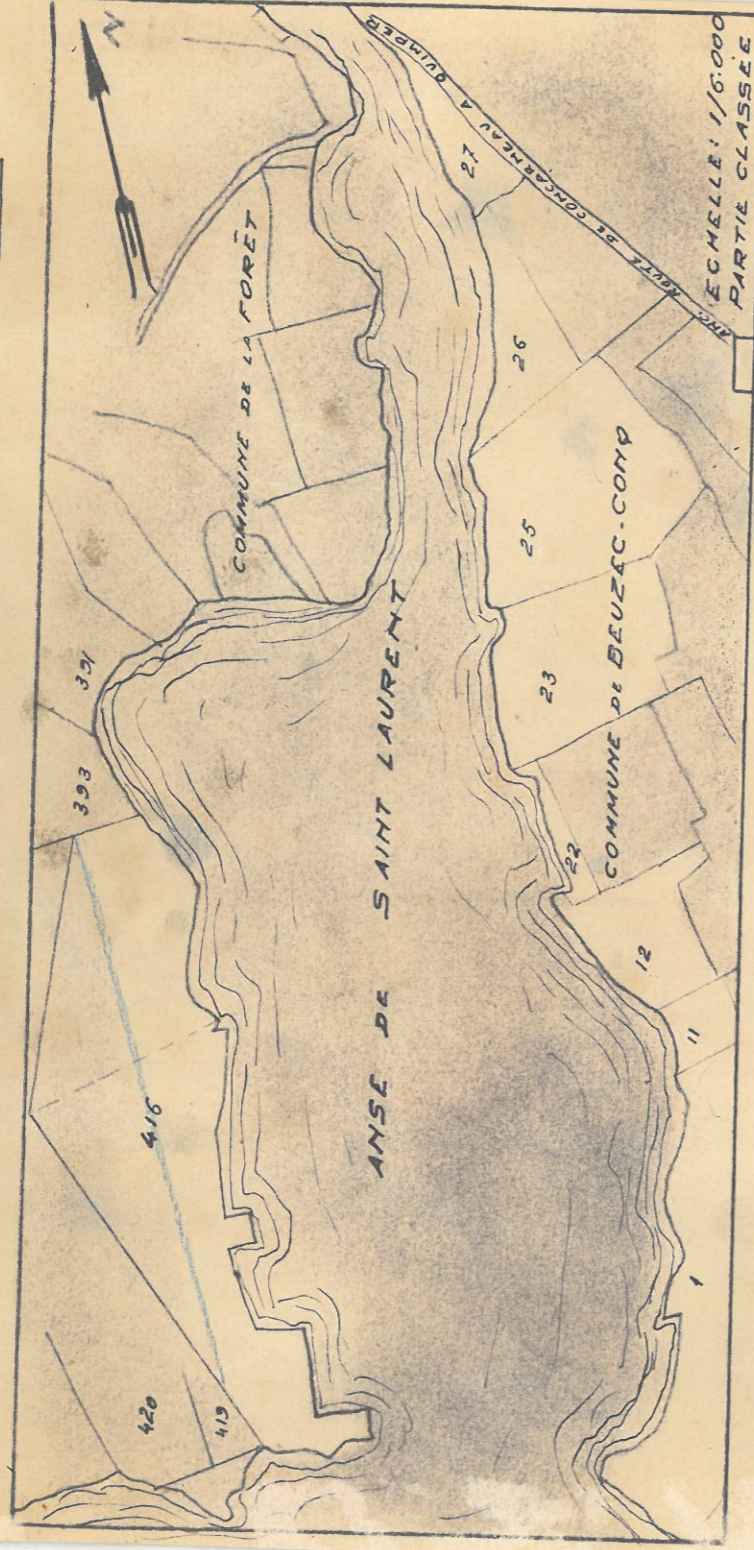 N
COMMUNE DE LA FORÊT
391
393
416
420
419
ANSE DE SAINT LAURENT
ANC. ROUTE DE CONCARNEAU A QUIMPER
27
26
25
23
22
12
11
1
COMMUNE DE BEUZEC-CONQ
ECHELLE: 1/5.000
PARTIE CLASSÉE